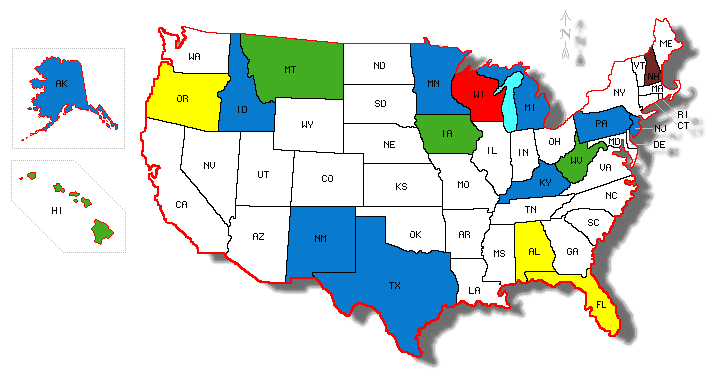 N N
ME
WA
VT
ND
MT
NH
MN
AK
ID
MA
WI
OR
SD
NY
MI
RI
WY
IA
PA
CT
NJ
NE
OH
MD
DE
NV
IL
IN
WV
UT
VA
CO
KY
KS
MO
NC
CA
HI
TN
SC
AZ
NM
OK
AR
AL
GA
MS
TX
LA
FL